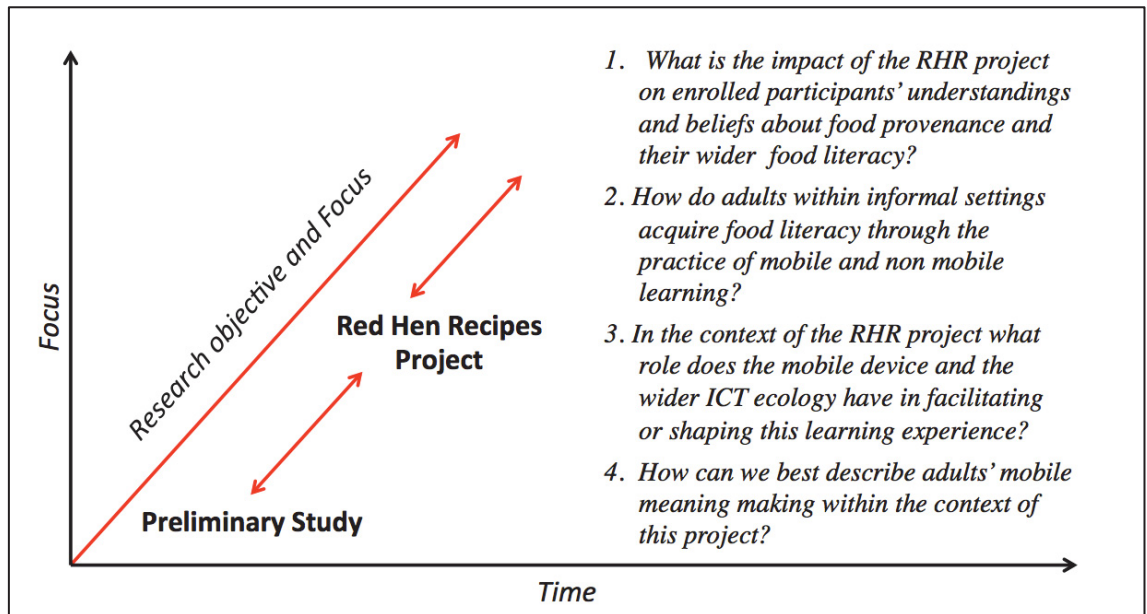 Focus
Research objective and Focus
Red Hen Recipes
Project
Preliminary Study
Time
1. What is the impact of the RHR project
on enrolled participants' understandings
and beliefs about food provenance and
their wider food literacy?
2. How do adults within informal settings
acquire food literacy through the
practice of mobile and non mobile
learning?
3. In the context of the RHR project what
role does the mobile device and the
wider ICT ecology have in facilitating
or shaping this learning experience?
4. How can we best describe adults' mobile
meaning making within the context of
this project?